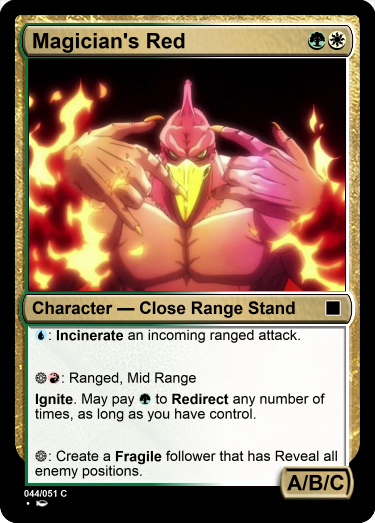 Magician's Red
Character — Close Range Stand
: Incinerate an incoming ranged attack.
: Ranged, Mid Range
Ignite. May pay to Redirect any number of
times, as long as you have control.
: Create a Fragile follower that has Reveal all
enemy positions.
A/B/C
044/051 C